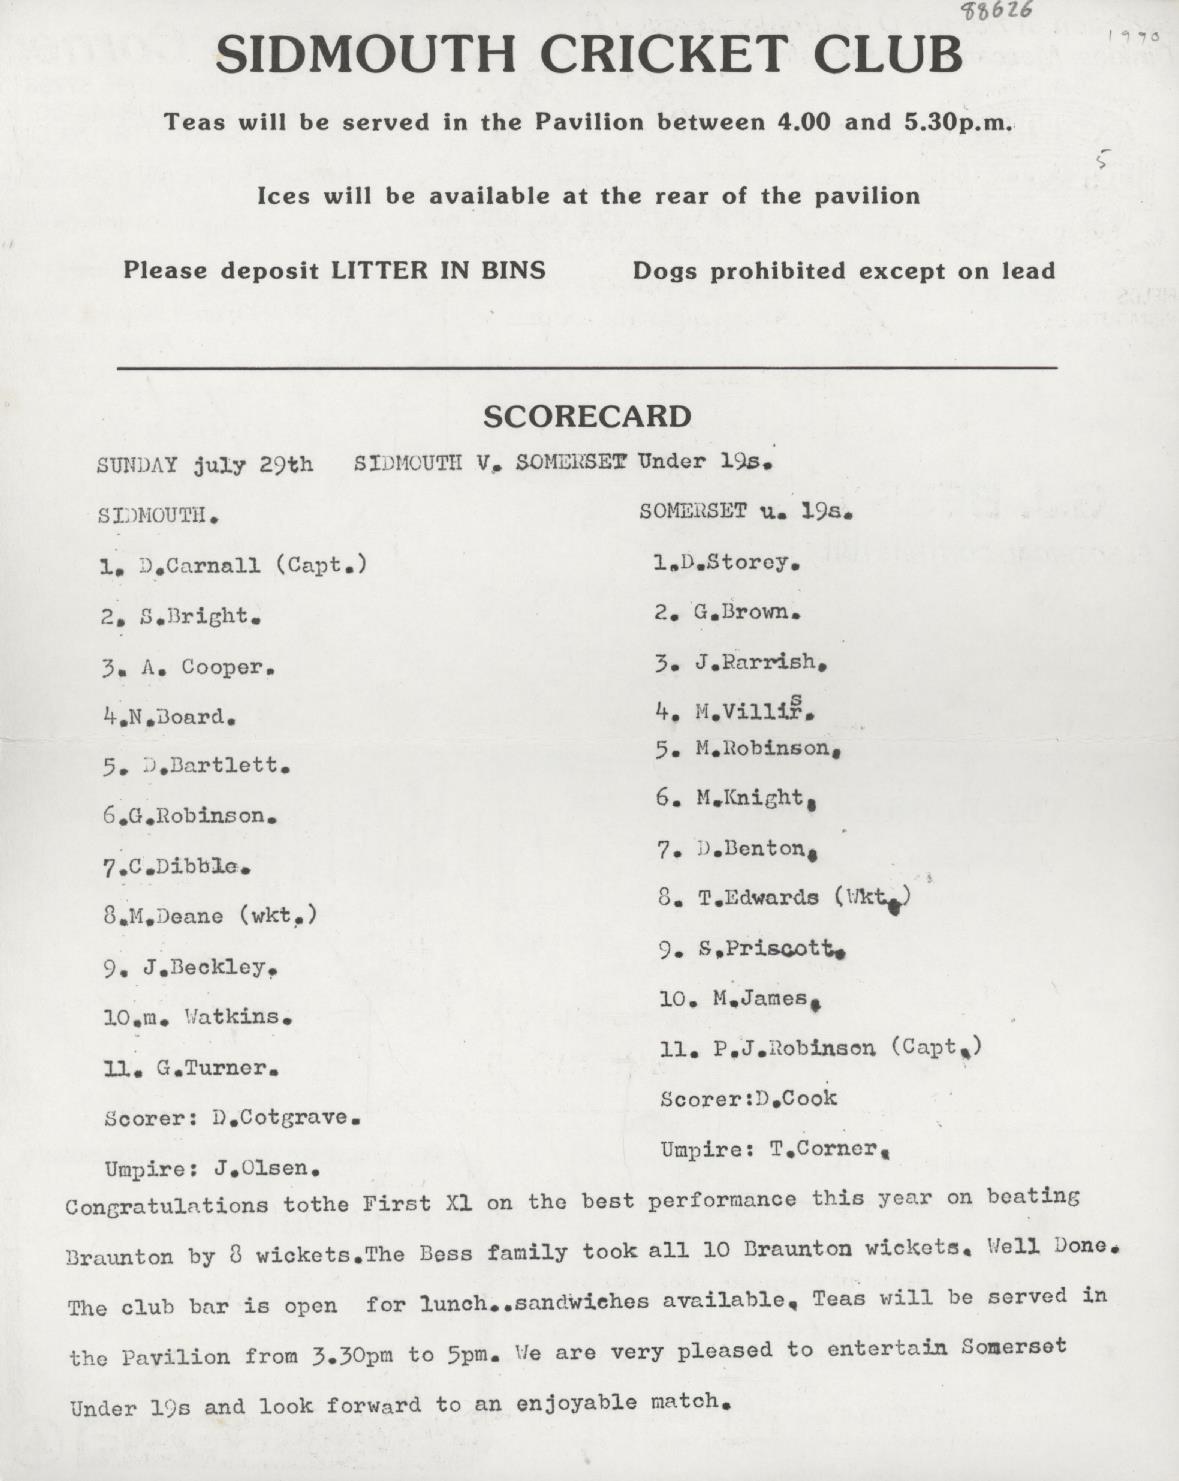 88626
1990
SIDMOUTH CRICKET CLUB
Teas will be served in the Pavilion between 4.00 and 5.30p.m.
5
Ices will be available at the rear of the pavilion
Please deposit LITTER IN BINS Dogs prohibited except on lead
SCORECARD
SUNDAY july 29th SIDMOUTH V. SOMERSET Under 19s.
SIDMOUTH.
1. D.Carnall (Capt.)
2. S.Bright.
3. A. Cooper.
4.N.Board.
5. D.Bartlett.
6.G.Robinson.
7.C.Dibble.
8.M.Deane (wkt.)
9. J.Beckley.
10.m. Watkins.
11. G.Turner.
Scorer: D.Cotgrave.
Umpire: J.Olsen.
SOMERSET u. 19s.
1.D.Storey.
2. G.Brown.
3. J.Parrish.
4. M.Villis.
5. M.Robinson.
6. M.Knight.
7. D.Benton.
8. T.Edwards (Wkt.)
9. S.Priscott.
10. M.James.
11. P.J.Robinson (Capt.)
Scorer:D.Cook
Umpire: T.Corner.
Congratulations tothe First X1 on the best performance this year on beating
Braunton by 8 wickets.The Bess family took all 10 Braunton wickets. Well Done.
The club bar is open for lunch..sandwiches available. Teas will be served in
the Pavilion from 3.30pm to 5pm. We are very pleased to entertain Somerset
Under 19s and look forward to an enjoyable match.